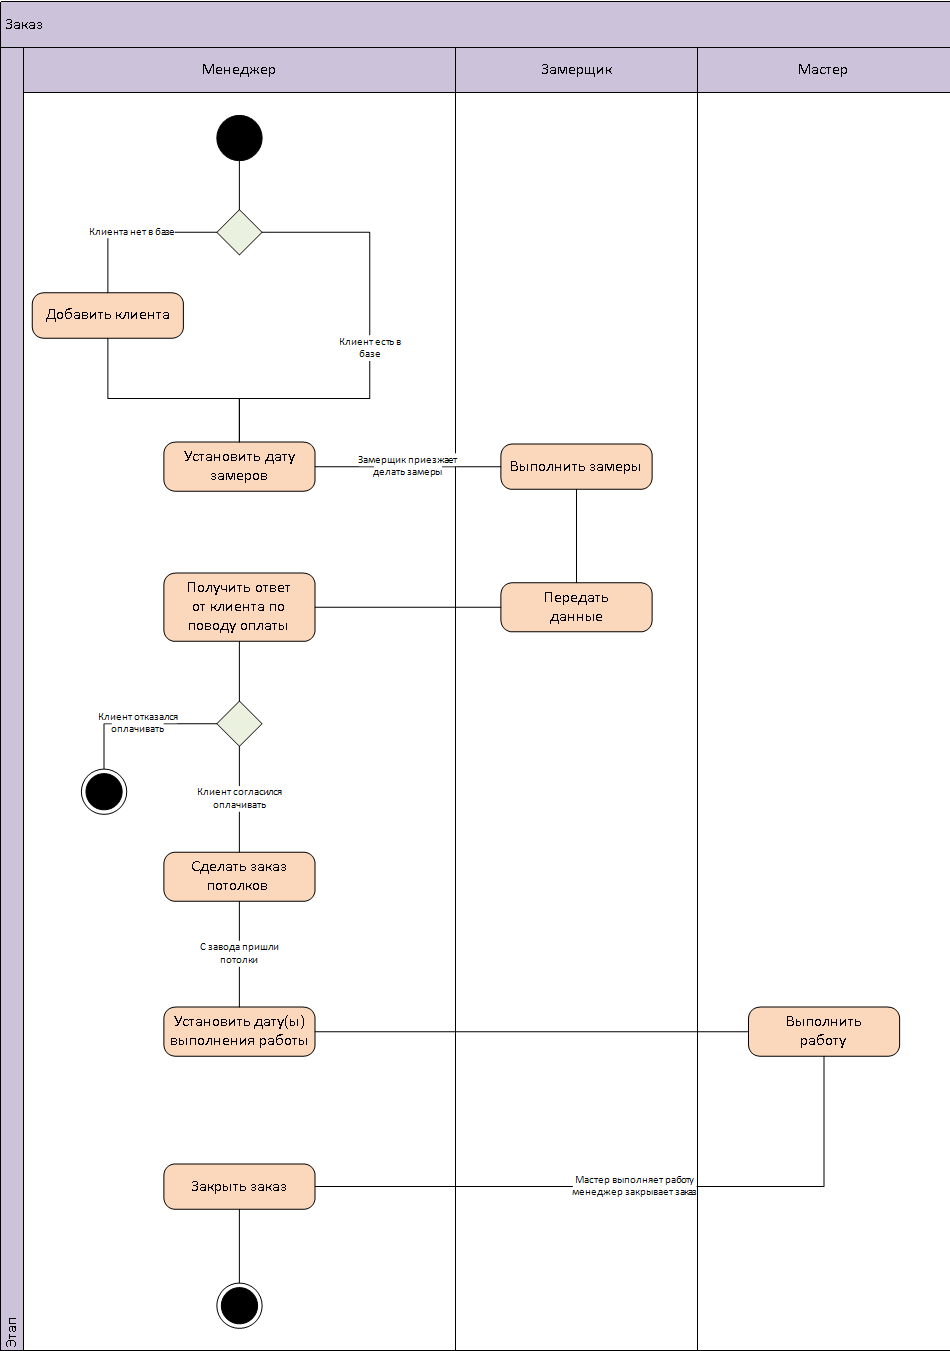 Заказ
Менеджер
Замерщик
Мастер
Клиента нет в базе
Добавить клиента
Клиент есть в
базе
Установить дату
замеров
Замерщик приезжает
делать замеры
Выполнить замеры
Получить ответ
от клиента по
поводу оплаты
Передать
данные
Клиент отказался
оплачивать
Клиент согласился
оплачивать
Сделать заказ
потолков
С завода пришли
потолки
Установить дату(ы)
выполнения работы
Выполнить
работу
Закрыть заказ
Мастер выполняет работу
менеджер закрывает заказ
Этап